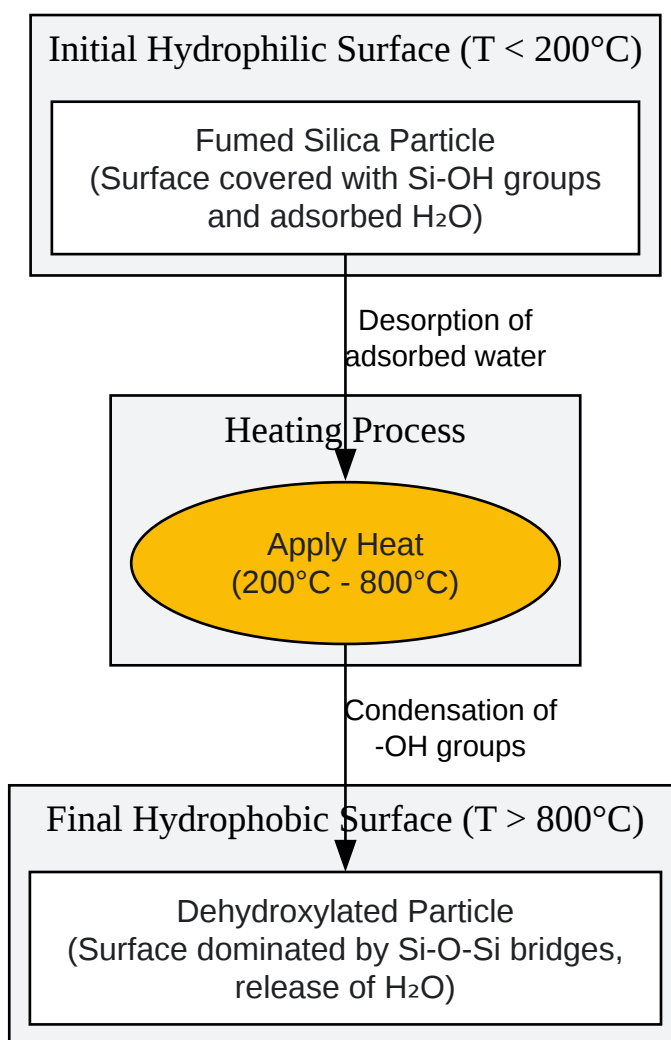 Initial Hydrophilic Surface (T < 200°C)
Fumed Silica Particle
(Surface covered with Si-OH groups
and adsorbed H₂O)
Desorption of
adsorbed water
Heating Process
Apply Heat
(200°C - 800°C)
Condensation of
-OH groups
Final Hydrophobic Surface (T > 800°C)
Dehydroxylated Particle
(Surface dominated by Si-O-Si bridges,
release of H₂O)